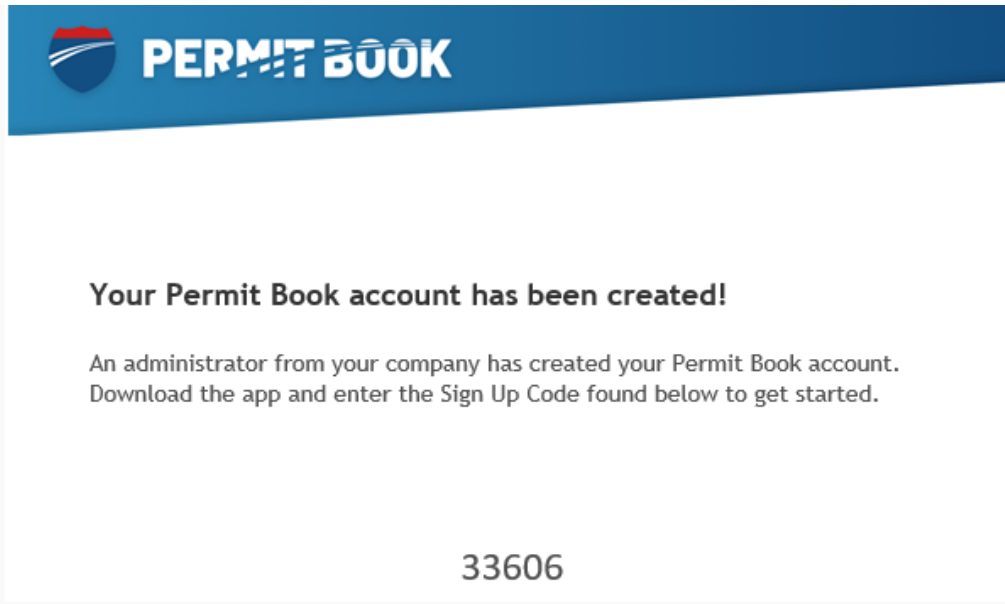 PERMIT BOOK
Your Permit Book account has been created!
An administrator from your company has created your Permit Book account.
Download the app and enter the Sign Up Code found below to get started.
33606